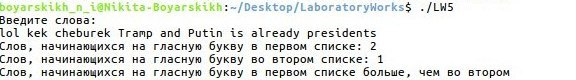 boyarskikh_n_i@Nikita-Boyarskikh:~/Desktop/LaboratoryWorks$ ./LW5
Введите слова:
lol kek cheburek Tramp and Putin is already presidents
Слов, начинающихся на гласную букву в первом списке: 2
Слов, начинающихся на гласную букву во втором списке: 1
Слов, начинающихся на гласную букву в первом списке больше, чем во втором